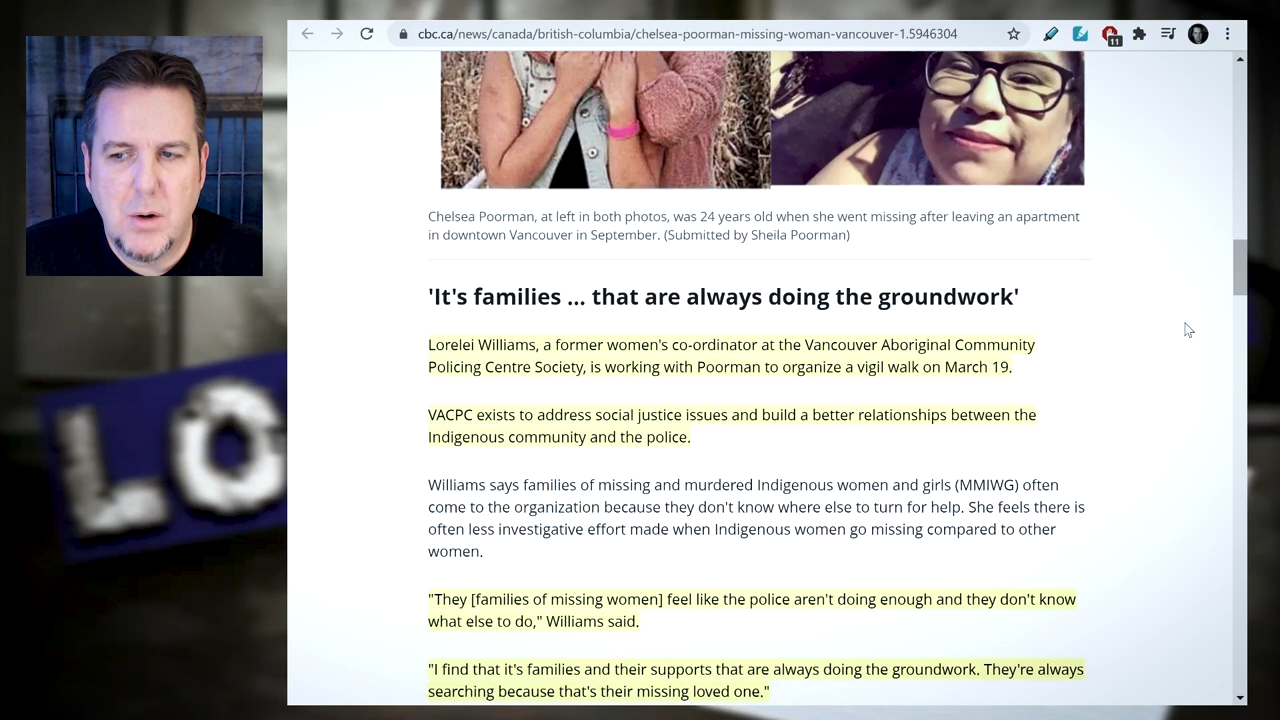 cbc.ca/news/canada/british-columbia/chelsea-poorman-missing-woman-vancouver-1.5946304
11
Chelsea Poorman, at left in both photos, was 24 years old when she went missing after leaving an apartment
in downtown Vancouver in September. (Submitted by Sheila Poorman)
'It's families ... that are always doing the groundwork'
Lorelei Williams, a former women's co-ordinator at the Vancouver Aboriginal Community
Policing Centre Society, is working with Poorman to organize a vigil walk on March 19.
VACPC exists to address social justice issues and build a better relationships between the
Indigenous community and the police.
Williams says families of missing and murdered Indigenous women and girls (MMIWG) often
come to the organization because they don't know where else to turn for help. She feels there is
often less investigative effort made when Indigenous women go missing compared to other
women.
"They [families of missing women] feel like the police aren't doing enough and they don't know
what else to do," Williams said.
"I find that it's families and their supports that are always doing the groundwork. They're always
searching because that's their missing loved one."
LO